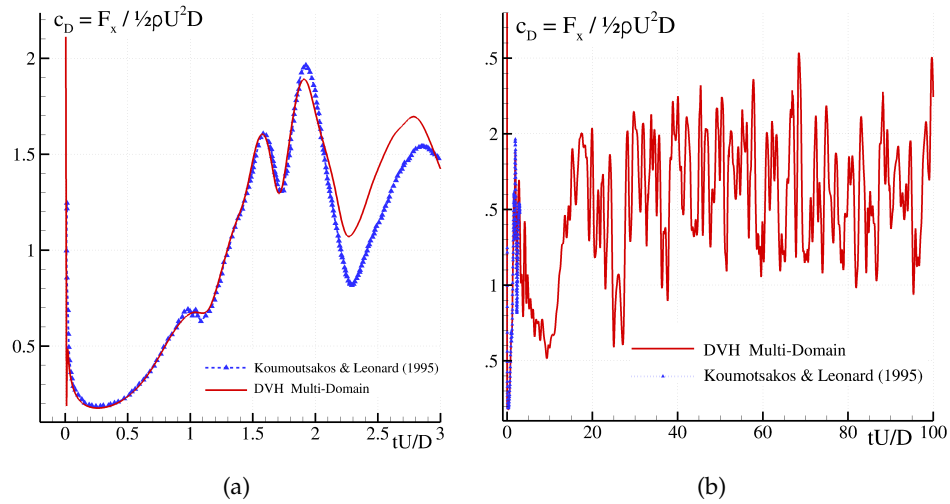 c_D = F_x / ½ρU²D
2
1.5
1
0.5
Koumoutsakos & Leonard (1995)
DVH Multi-Domain
0 0.5 1 1.5 2 2.5 3
tU/D
(a)
c_D = F_x / ½ρU²D
.5
2
.5
1
.5
DVH Multi-Domain
Koumotsakos & Leonard (1995)
0 20 40 60 80 100
tU/D
(b)